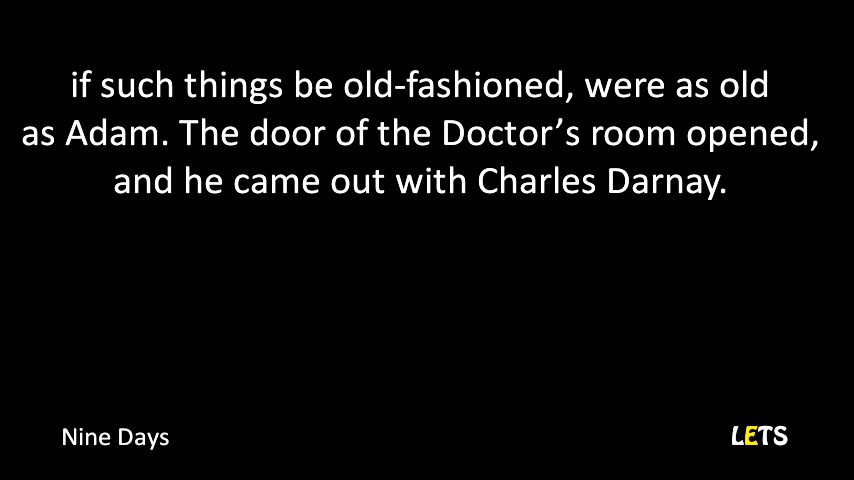 if such things be old-fashioned, were as old
as Adam. The door of the Doctor’s room opened,
and he came out with Charles Darnay.
Nine Days
LETS